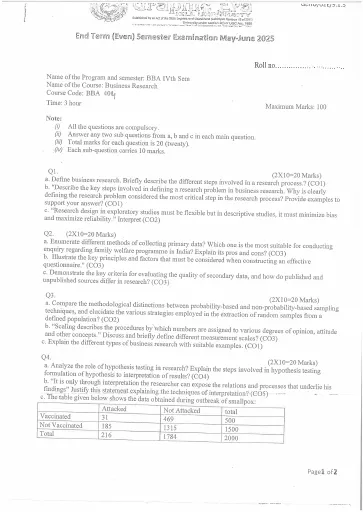 End Term (Even) Semester Examination May-June 2025
Roll no
Name of the Program and semester: BBA IVth Sem
Name of the Course: Business Research
Course Code: BBA 401
Time: 3 hour
Maximum Marks: 100
Note:
(i) All the questions are compulsory.
(ii) Answer any two sub questions from a, b and c in each main question.
(iii) Total marks for each question is 20 (twenty).
(iv) Each sub-question carries 10 marks.
Q1.
(2X10=20 Marks)
a. Define business research. Briefly describe the different steps involved in a research process.? (CO1)
b. "Describe the key steps involved in defining a research problem in business research. Why is clearly
defining the research problem considered the most critical step in the research process? Provide examples to
support your answer? (CO1)
c. "Research design in exploratory studies must be flexible but in descriptive studies, it must minimize bias
and maximize reliability." Interpret.(CO2)
Q2. (2X10=20 Marks)
a. Enumerate different methods of collecting primary data? Which one is the most suitable for conducting
enquiry regarding family welfare programme in India? Explain its pros and cons? (CO3)
b. Illustrate the key principles and factors that must be considered when constructing an effective
questionnaire." (CO3)
c. Demonstrate the key criteria for evaluating the quality of secondary data, and how do published and
unpublished sources differ in research? (CO3)
Q3.
(2X10=20 Marks)
a. Compare the methodological distinctions between probability-based and non-probability-based sampling
techniques, and elucidate the various strategies employed in the extraction of random samples from a
defined population? (CO2)
b. "Scaling describes the procedures by which numbers are assigned to various degrees of opinion, attitude
and other concepts." Discuss and briefly define different measurement scales? (CO3)
c. Explain the different types of business research with suitable examples. (CO1)
Q4.
(2X10=20 Marks)
a. Analyze the role of hypothesis testing in research? Explain the steps involved in hypothesis testing
formulation of hypothesis to interpretation of results? (CO4)
b. "It is only through interpretation the researcher can expose the relations and processes that underlie his
findings" Justify this statement explaining the techniques of interpretation? (CO5)
c. The table given below shows the data obtained during outbreak of smallpox:
Attacked Not Attacked total
Vaccinated 31 469 500
Not Vaccinated 185 1315 1500
Total 216 1784 2000
Page1 of 2